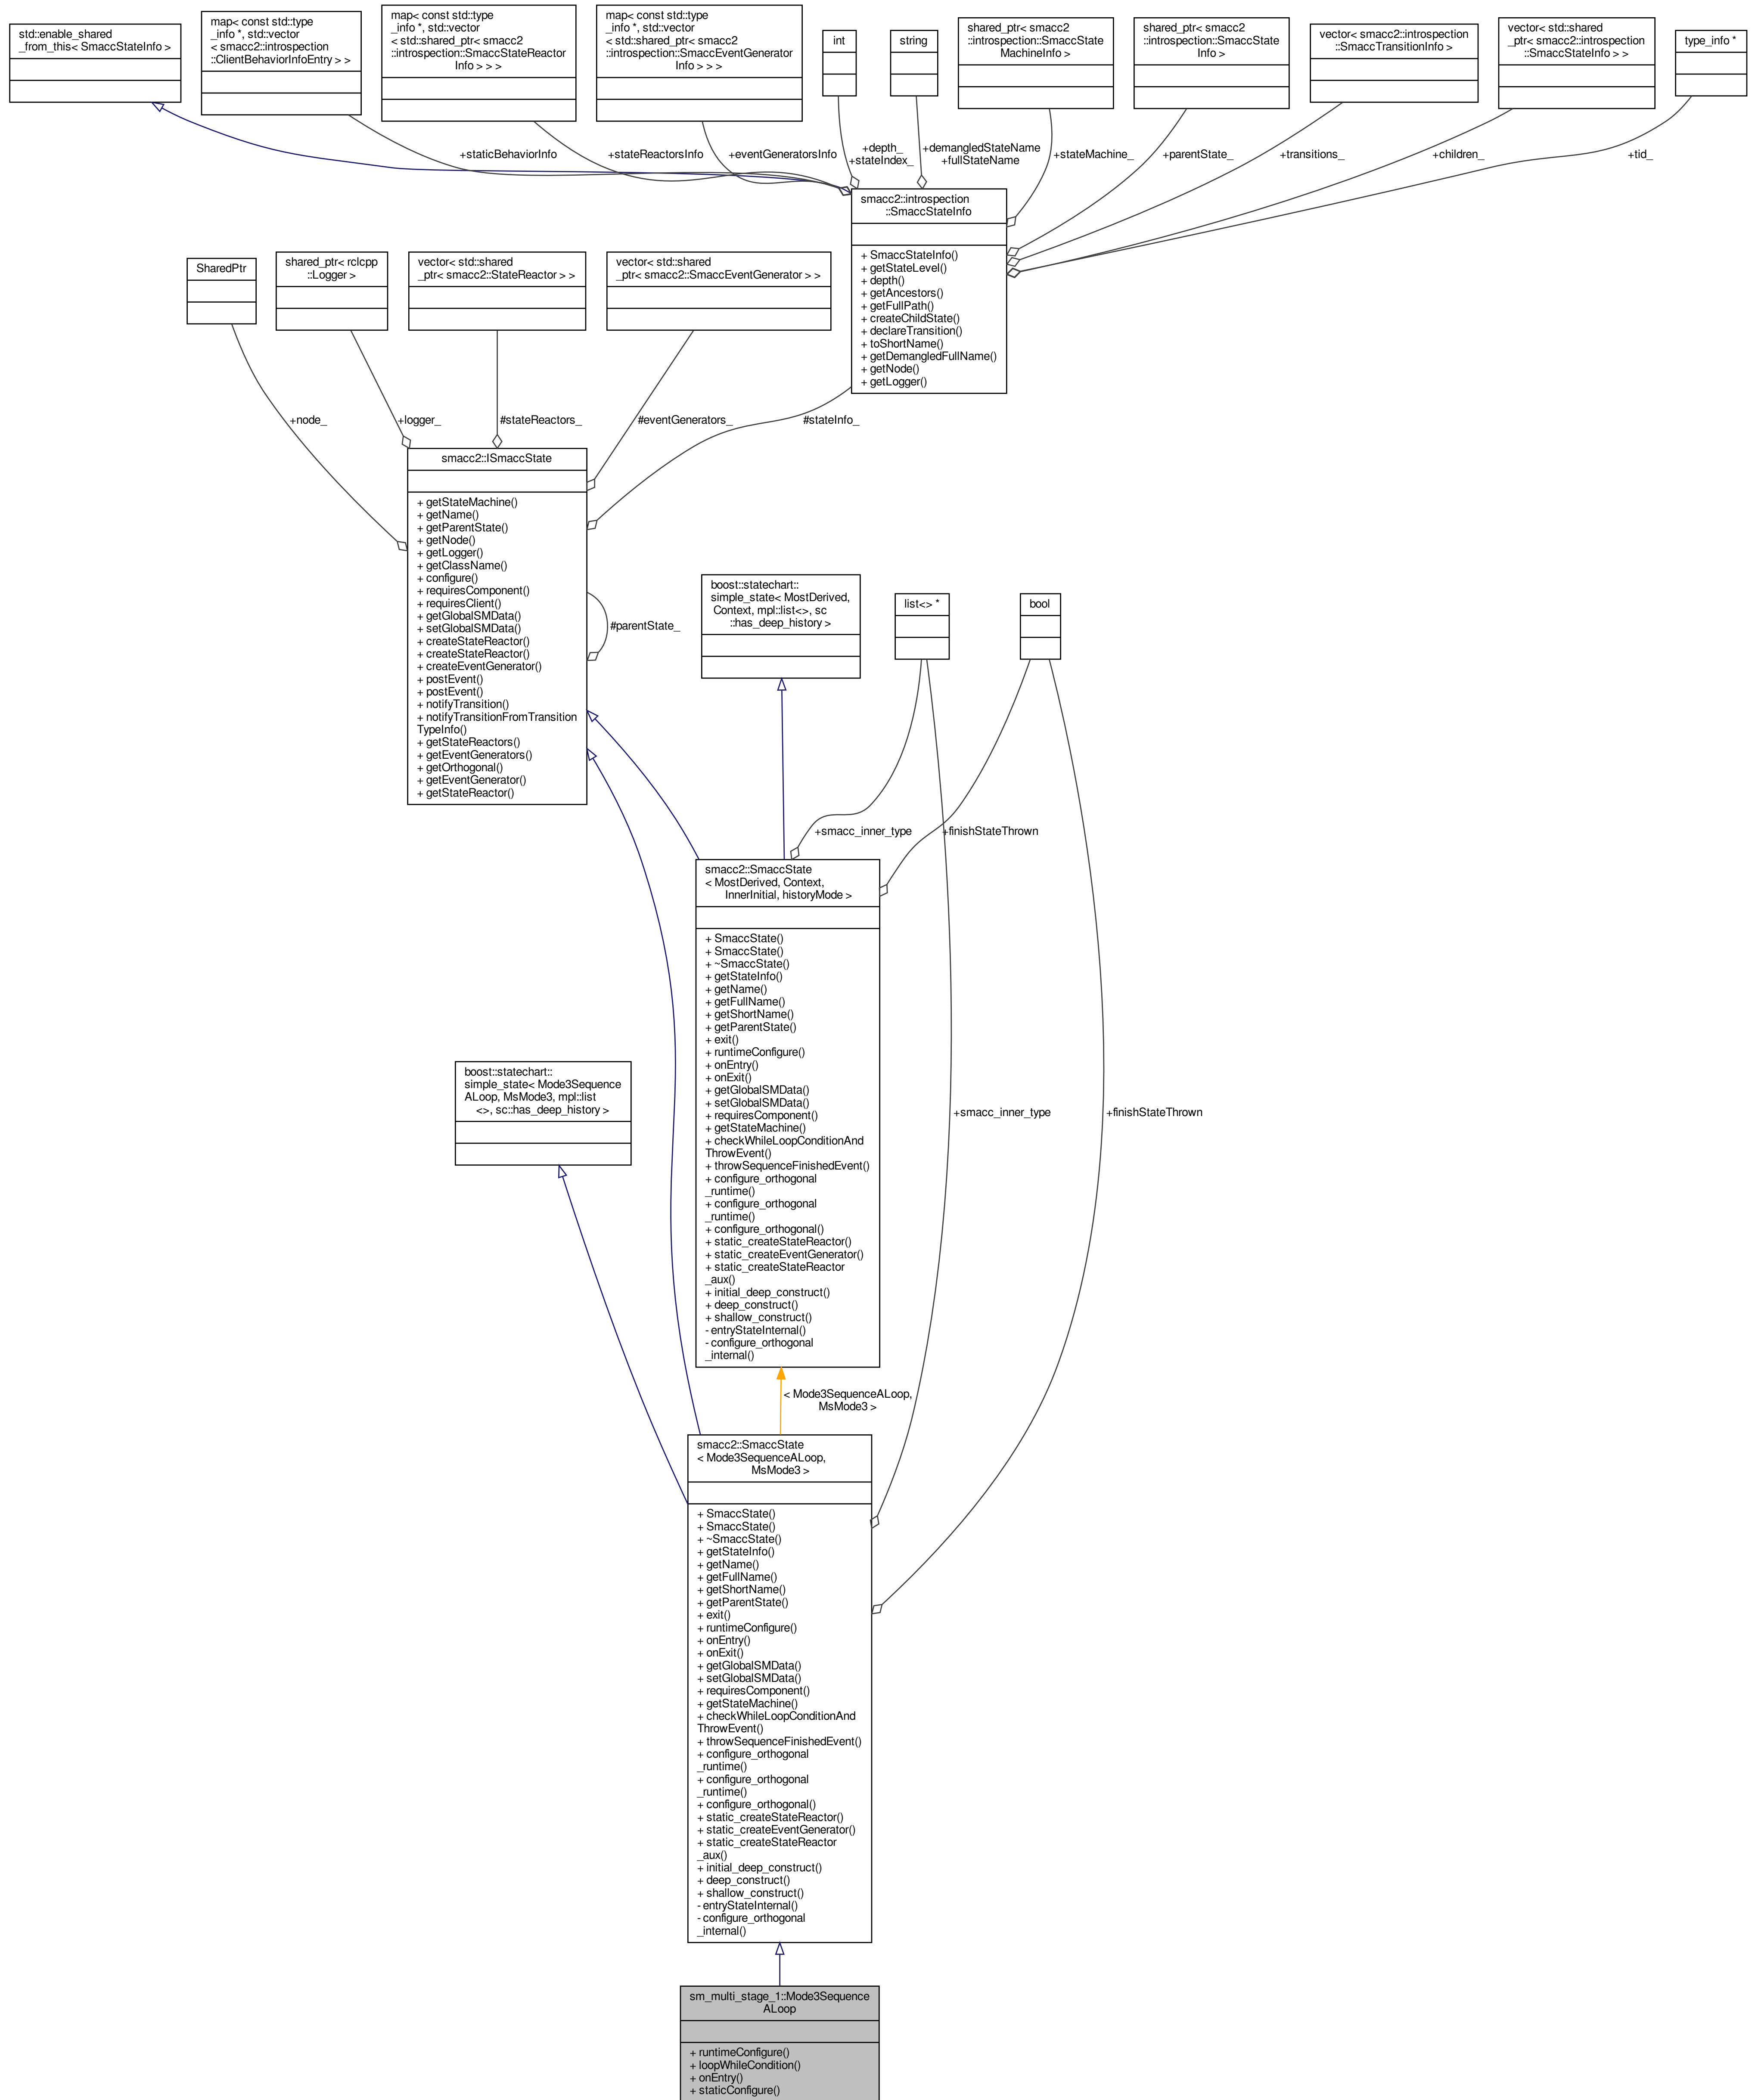 std::enable_shared
_from_this< SmaccStateInfo >
map< const std::type
_info *, std::vector
< smacc2::introspection
::ClientBehaviorInfoEntry > >
map< const std::type
_info *, std::vector
< std::shared_ptr< smacc2
::introspection::SmaccStateReactor
Info > > >
map< const std::type
_info *, std::vector
< std::shared_ptr< smacc2
::introspection::SmaccEventGenerator
Info > > >
int
string
shared_ptr< smacc2
::introspection::SmaccState
MachineInfo >
shared_ptr< smacc2
::introspection::SmaccState
Info >
vector< smacc2::introspection
::SmaccTransitionInfo >
vector< std::shared
_ptr< smacc2::introspection
::SmaccStateInfo > >
type_info *
+staticBehaviorInfo
+stateReactorsInfo
+eventGeneratorsInfo
+depth_
+stateIndex_
+demangledStateName
+fullStateName
+stateMachine_
+parentState_
+transitions_
+children_
+tid_
smacc2::introspection
::SmaccStateInfo
+ SmaccStateInfo()
+ getStateLevel()
+ depth()
+ getAncestors()
+ getFullPath()
+ createChildState()
+ declareTransition()
+ toShortName()
+ getDemangledFullName()
+ getNode()
+ getLogger()
SharedPtr
shared_ptr< rclcpp
::Logger >
vector< std::shared
_ptr< smacc2::StateReactor > >
vector< std::shared
_ptr< smacc2::SmaccEventGenerator > >
+node_
+logger_
#stateReactors_
#eventGenerators_
#stateInfo_
smacc2::ISmaccState
+ getStateMachine()
+ getName()
+ getParentState()
+ getNode()
+ getLogger()
+ getClassName()
+ configure()
+ requiresComponent()
+ requiresClient()
+ getGlobalSMData()
+ setGlobalSMData()
+ createStateReactor()
+ createStateReactor()
+ createEventGenerator()
+ postEvent()
+ postEvent()
+ notifyTransition()
+ notifyTransitionFromTransition
TypeInfo()
+ getStateReactors()
+ getEventGenerators()
+ getOrthogonal()
+ getEventGenerator()
+ getStateReactor()
#parentState_
boost::statechart::
simple_state< MostDerived,
Context, mpl::list<>, sc
::has_deep_history >
list<> *
bool
+smacc_inner_type
+finishStateThrown
smacc2::SmaccState
< MostDerived, Context,
InnerInitial, historyMode >
+ SmaccState()
+ SmaccState()
+ ~SmaccState()
+ getStateInfo()
+ getName()
+ getFullName()
+ getShortName()
+ getParentState()
+ exit()
+ runtimeConfigure()
+ onEntry()
+ onExit()
+ getGlobalSMData()
+ setGlobalSMData()
+ requiresComponent()
+ getStateMachine()
+ checkWhileLoopConditionAnd
ThrowEvent()
+ throwSequenceFinishedEvent()
+ configure_orthogonal
_runtime()
+ configure_orthogonal
_runtime()
+ configure_orthogonal()
+ static_createStateReactor()
+ static_createEventGenerator()
+ static_createStateReactor
_aux()
+ initial_deep_construct()
+ deep_construct()
+ shallow_construct()
- entryStateInternal()
- configure_orthogonal
_internal()
boost::statechart::
simple_state< Mode3Sequence
ALoop, MsMode3, mpl::list
<>, sc::has_deep_history >
+smacc_inner_type
+finishStateThrown
< Mode3SequenceALoop,
MsMode3 >
smacc2::SmaccState
< Mode3SequenceALoop,
MsMode3 >
+ SmaccState()
+ SmaccState()
+ ~SmaccState()
+ getStateInfo()
+ getName()
+ getFullName()
+ getShortName()
+ getParentState()
+ exit()
+ runtimeConfigure()
+ onEntry()
+ onExit()
+ getGlobalSMData()
+ setGlobalSMData()
+ requiresComponent()
+ getStateMachine()
+ checkWhileLoopConditionAnd
ThrowEvent()
+ throwSequenceFinishedEvent()
+ configure_orthogonal
_runtime()
+ configure_orthogonal
_runtime()
+ configure_orthogonal()
+ static_createStateReactor()
+ static_createEventGenerator()
+ static_createStateReactor
_aux()
+ initial_deep_construct()
+ deep_construct()
+ shallow_construct()
- entryStateInternal()
- configure_orthogonal
_internal()
sm_multi_stage_1::Mode3Sequence
ALoop
+ runtimeConfigure()
+ loopWhileCondition()
+ onEntry()
+ staticConfigure()